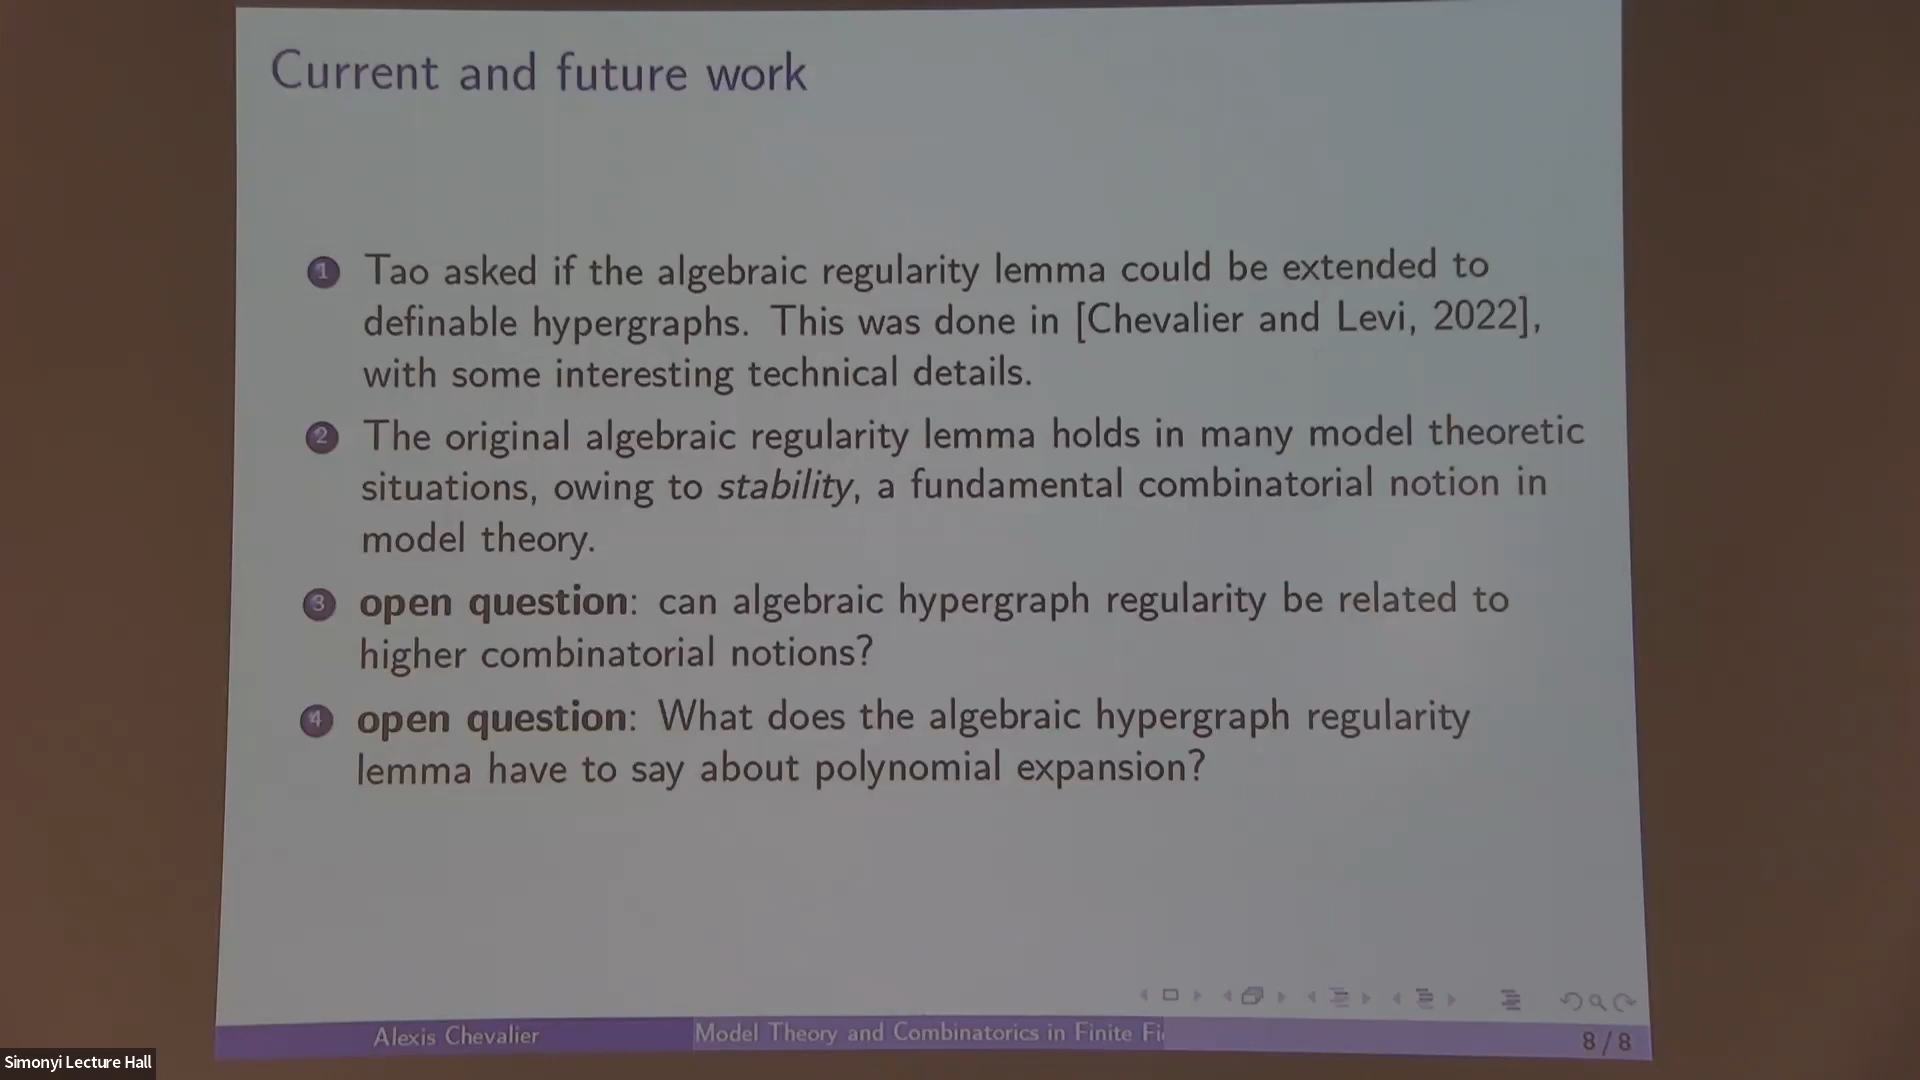 Current and future work
1 Tao asked if the algebraic regularity lemma could be extended to
definable hypergraphs. This was done in [Chevalier and Levi, 2022],
with some interesting technical details.
2 The original algebraic regularity lemma holds in many model theoretic
situations, owing to stability, a fundamental combinatorial notion in
model theory.
3 open question: can algebraic hypergraph regularity be related to
higher combinatorial notions?
4 open question: What does the algebraic hypergraph regularity
lemma have to say about polynomial expansion?
Alexis Chevalier
Model Theory and Combinatorics in Finite Fi
8 / 8
Simonyi Lecture Hall